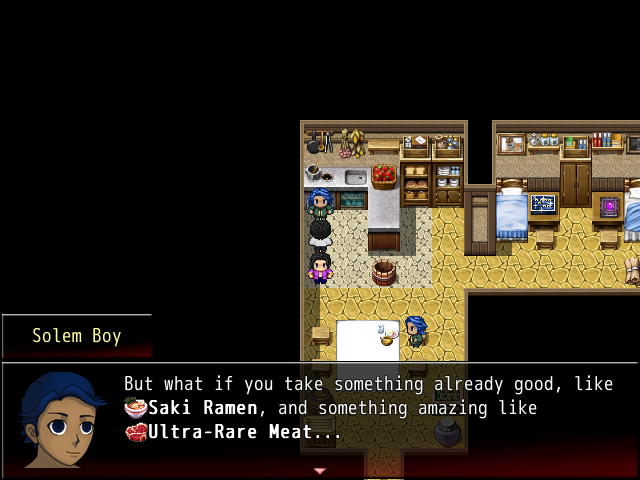 Solem Boy
But what if you take something already good, like
Saki Ramen, and something amazing like
Ultra-Rare Meat...